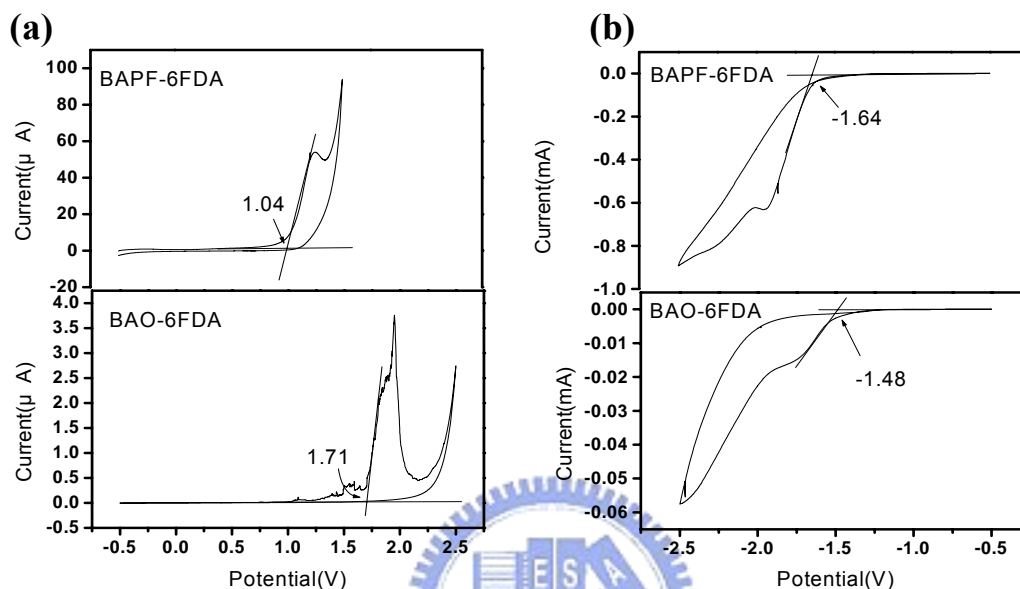 (a)
BAPF-6FDA
100
80
60
40
20
0
20
Current(μ A)
1.04
BAO-6FDA
4.0
3.5
3.0
2.5
2.0
1.5
1.0
0.5
0.0
-0.5
Current(μ A)
1.71
-0.5 0.0 0.5 1.0 1.5 2.0 2.5
Potential(V)
(b)
BAPF-6FDA
0.0
-0.2
-0.4
-0.6
-0.8
-1.0
Current(mA)
-1.64
BAO-6FDA
0.00
-0.01
-0.02
-0.03
-0.04
-0.05
-0.06
Current(mA)
-1.48
-2.5 -2.0 -1.5 -1.0 -0.5
Potential(V)
E S A